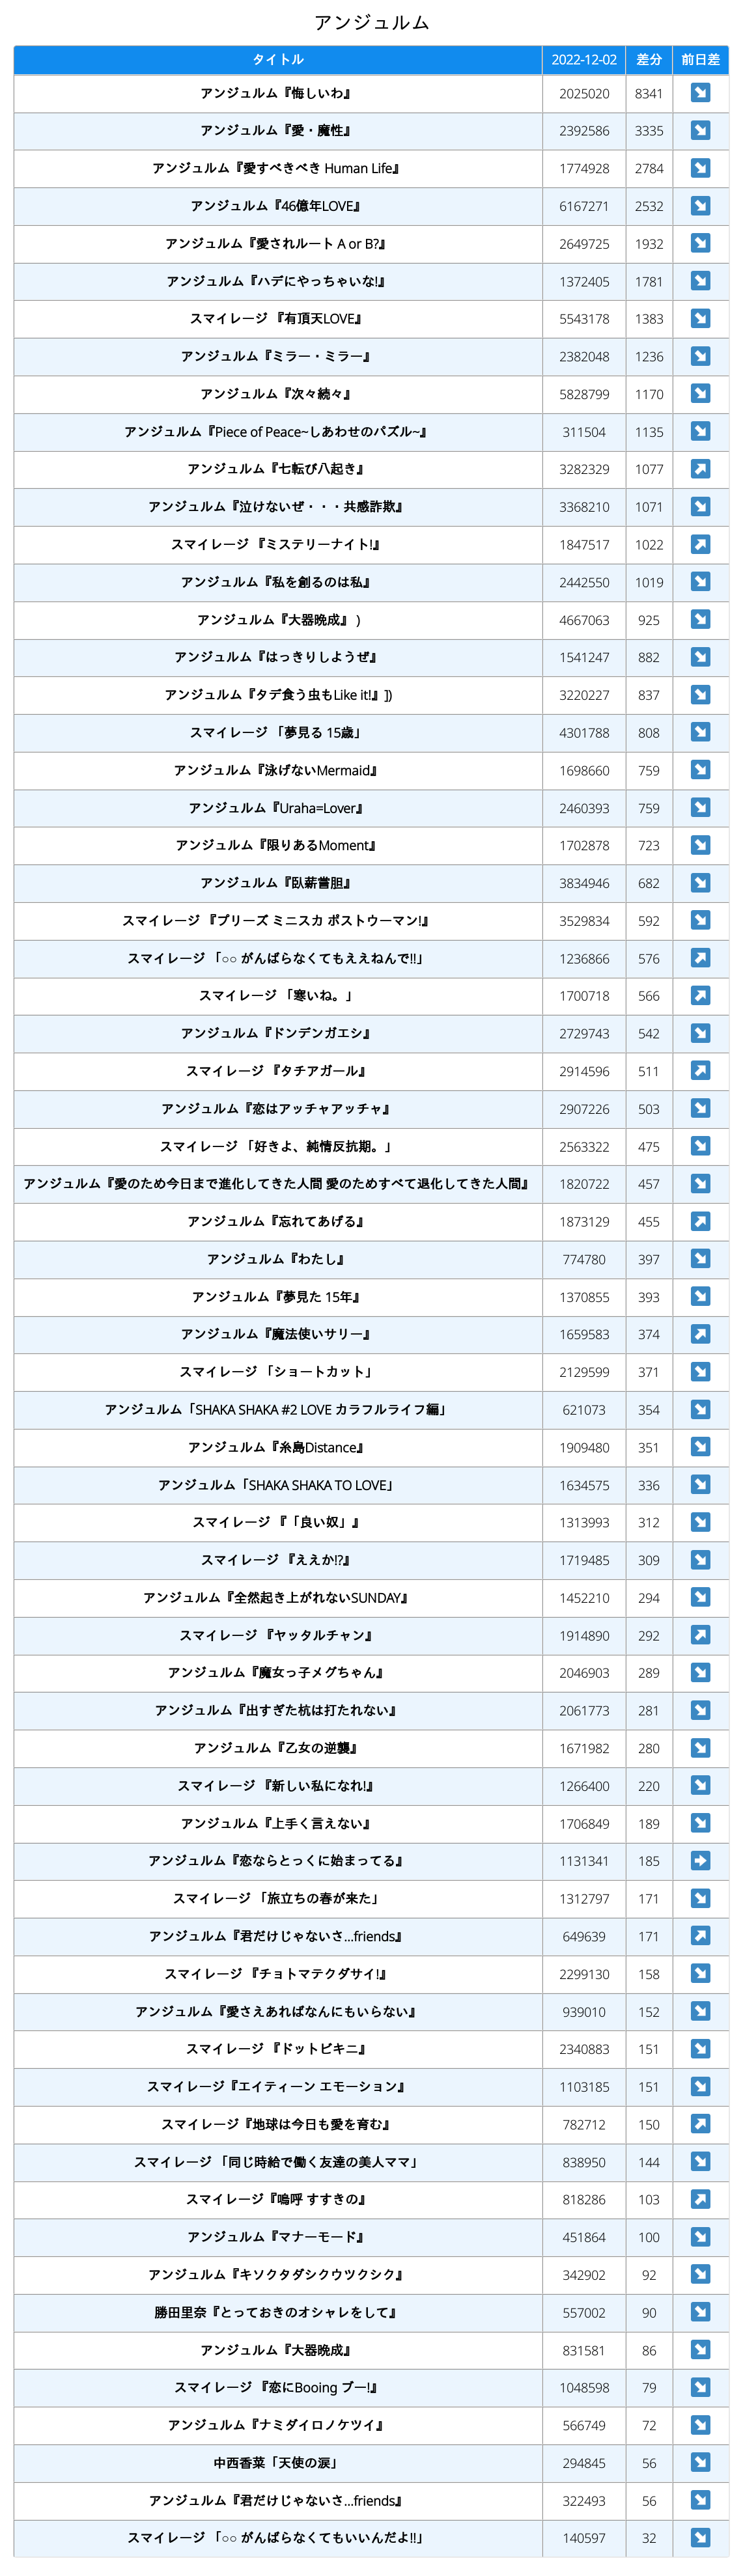 アンジュルム
タイトル 2022-12-02 差分 前日差
アンジュルム『悔しいわ』 2025020 8341 ↘
アンジュルム『愛・魔性』 2392586 3335 ↘
アンジュルム『愛すべきべき Human Life』 1774928 2784 ↘
アンジュルム『46億年LOVE』 6167271 2532 ↘
アンジュルム『愛されルート A or B?』 2649725 1932 ↘
アンジュルム『ハデにやっちゃいな!』 1372405 1781 ↘
スマイレージ 『有頂天LOVE』 5543178 1383 ↘
アンジュルム『ミラー・ミラー』 2382048 1236 ↘
アンジュルム『次々続々』 5828799 1170 ↘
アンジュルム『Piece of Peace~しあわせのパズル~』 311504 1135 ↘
アンジュルム『七転び八起き』 3282329 1077 ↗
アンジュルム『泣けないぜ・・・共感詐欺』 3368210 1071 ↘
スマイレージ 『ミステリーナイト!』 1847517 1022 ↗
アンジュルム『私を創るのは私』 2442550 1019 ↘
アンジュルム『大器晩成』 ) 4667063 925 ↘
アンジュルム『はっきりしようぜ』 1541247 882 ↘
アンジュルム『タデ食う虫もLike it!』]) 3220227 837 ↘
スマイレージ 「夢見る 15歳」 4301788 808 ↘
アンジュルム『泳げないMermaid』 1698660 759 ↘
アンジュルム『Uraha=Lover』 2460393 759 ↘
アンジュルム『限りあるMoment』 1702878 723 ↘
アンジュルム『臥薪嘗胆』 3834946 682 ↘
スマイレージ 『プリーズ ミニスカ ポストウーマン!』 3529834 592 ↘
スマイレージ 「○○ がんばらなくてもええねんで!!」 1236866 576 ↗
スマイレージ 「寒いね。」 1700718 566 ↗
アンジュルム『ドンデンガエシ』 2729743 542 ↘
スマイレージ 『タチアガール』 2914596 511 ↗
アンジュルム『恋はアッチャアッチャ』 2907226 503 ↘
スマイレージ 「好きよ、純情反抗期。」 2563322 475 ↘
アンジュルム『愛のため今日まで進化してきた人間 愛のためすべて退化してきた人間』 1820722 457 ↘
アンジュルム『忘れてあげる』 1873129 455 ↗
アンジュルム『わたし』 774780 397 ↘
アンジュルム『夢見た 15年』 1370855 393 ↘
アンジュルム『魔法使いサリー』 1659583 374 ↗
スマイレージ 「ショートカット」 2129599 371 ↘
アンジュルム「SHAKA SHAKA #2 LOVE カラフルライフ編」 621073 354 ↘
アンジュルム『糸島Distance』 1909480 351 ↘
アンジュルム「SHAKA SHAKA TO LOVE」 1634575 336 ↘
スマイレージ 『「良い奴」』 1313993 312 ↘
スマイレージ 『ええか!?』 1719485 309 ↘
アンジュルム『全然起き上がれないSUNDAY』 1452210 294 ↘
スマイレージ 『ヤッタルチャン』 1914890 292 ↗
アンジュルム『魔女っ子メグちゃん』 2046903 289 ↘
アンジュルム『出すぎた杭は打たれない』 2061773 281 ↘
アンジュルム『乙女の逆襲』 1671982 280 ↘
スマイレージ 『新しい私になれ!』 1266400 220 ↘
アンジュルム『上手く言えない』 1706849 189 ↘
アンジュルム『恋ならとっくに始まってる』 1131341 185 →
スマイレージ 「旅立ちの春が来た」 1312797 171 ↘
アンジュルム『君だけじゃないさ...friends』 649639 171 ↗
スマイレージ 『チョトマテクダサイ!』 2299130 158 ↘
アンジュルム『愛さえあればなんにもいらない』 939010 152 ↘
スマイレージ 『ドットビキニ』 2340883 151 ↘
スマイレージ『エイティーン エモーション』 1103185 151 ↘
スマイレージ『地球は今日も愛を育む』 782712 150 ↗
スマイレージ 「同じ時給で働く友達の美人ママ」 838950 144 ↘
スマイレージ『嗚呼 すすきの』 818286 103 ↗
アンジュルム『マナーモード』 451864 100 ↘
アンジュルム『キソクタダシクウツクシク』 342902 92 ↘
勝田里奈『とっておきのオシャレをして』 557002 90 ↘
アンジュルム『大器晩成』 831581 86 ↘
スマイレージ 『恋にBooing ブー!』 1048598 79 ↘
アンジュルム『ナミダイロノケツイ』 566749 72 ↘
中西香菜「天使の涙」 294845 56 ↘
アンジュルム『君だけじゃないさ...friends』 322493 56 ↘
スマイレージ 「○○ がんばらなくてもいいんだよ!!」 140597 32 ↘